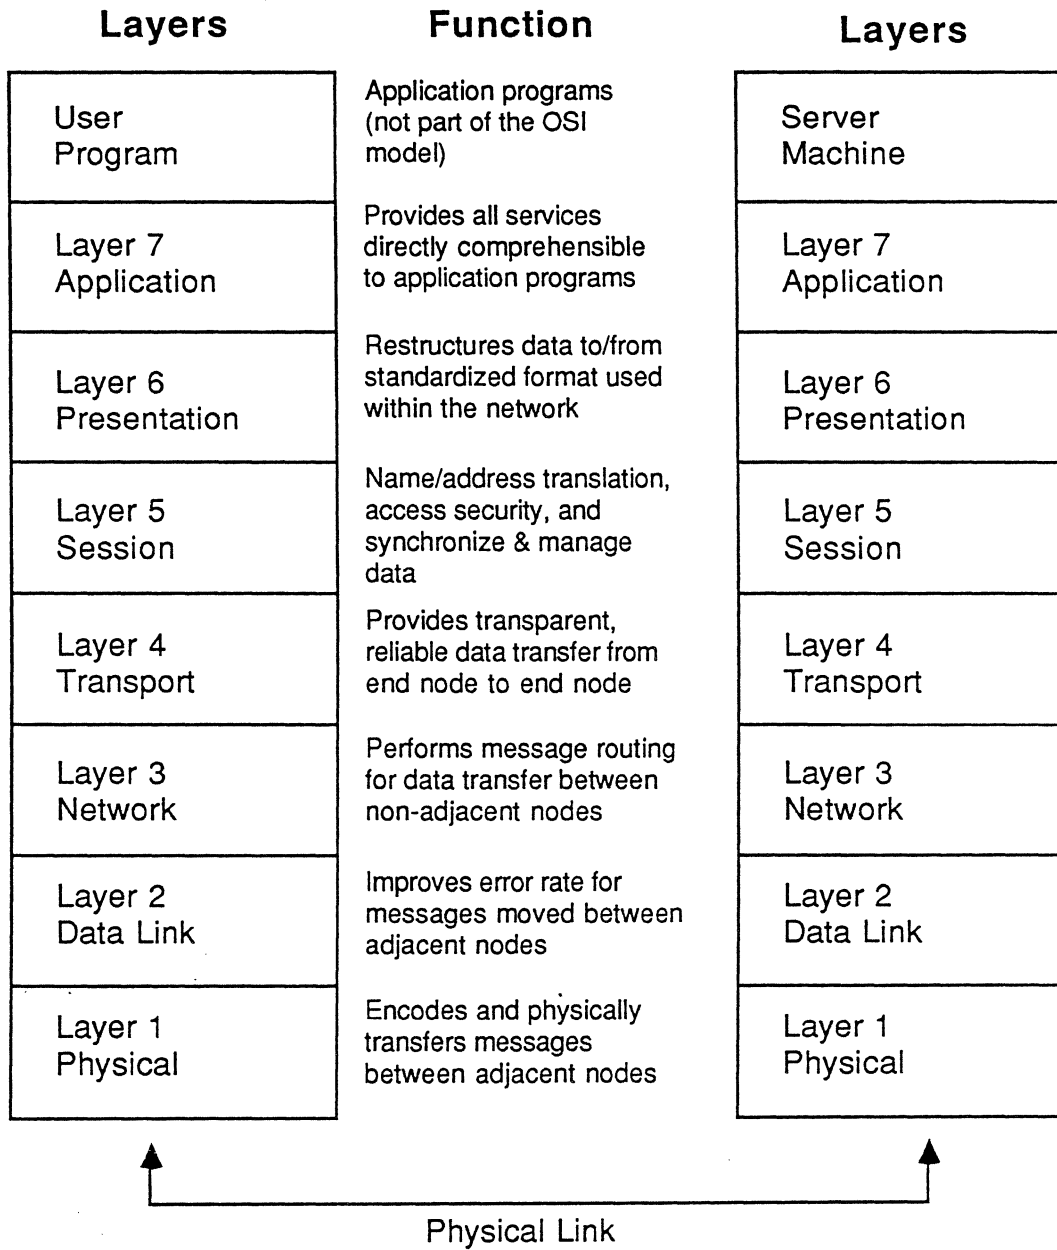 Layers
Function
Layers
User
Program
Application programs
(not part of the OSI
model)
Server
Machine
Layer 7
Application
Provides all services
directly comprehensible
to application programs
Layer 7
Application
Layer 6
Presentation
Restructures data to/from
standardized format used
within the network
Layer 6
Presentation
Layer 5
Session
Name/address translation,
access security, and
synchronize & manage
data
Layer 5
Session
Layer 4
Transport
Provides transparent,
reliable data transfer from
end node to end node
Layer 4
Transport
Layer 3
Network
Performs message routing
for data transfer between
non-adjacent nodes
Layer 3
Network
Layer 2
Data Link
Improves error rate for
messages moved between
adjacent nodes
Layer 2
Data Link
Layer 1
Physical
Encodes and physically
transfers messages
between adjacent nodes
Layer 1
Physical
Physical Link